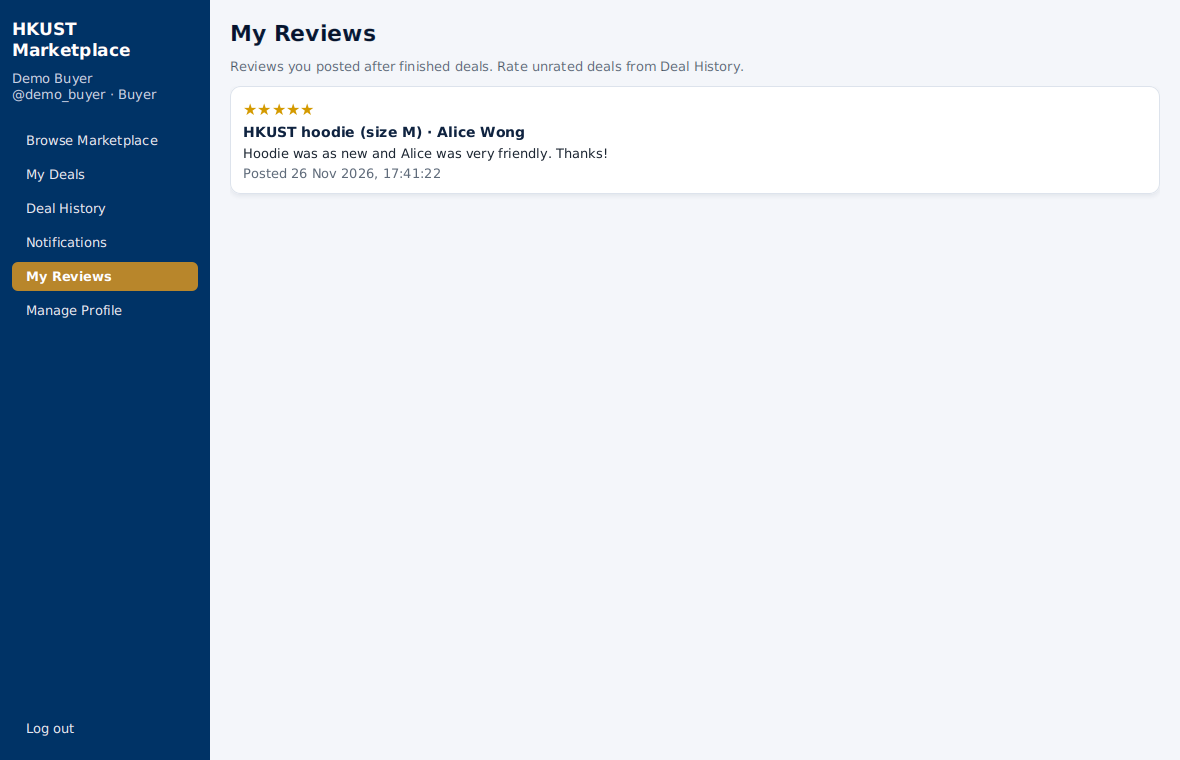 HKUST
Marketplace
Demo Buyer
@demo_buyer · Buyer
Browse Marketplace
My Deals
Deal History
Notifications
My Reviews
Manage Profile
Log out
My Reviews
Reviews you posted after finished deals. Rate unrated deals from Deal History.
★★★★★
HKUST hoodie (size M) · Alice Wong
Hoodie was as new and Alice was very friendly. Thanks!
Posted 26 Nov 2026, 17:41:22